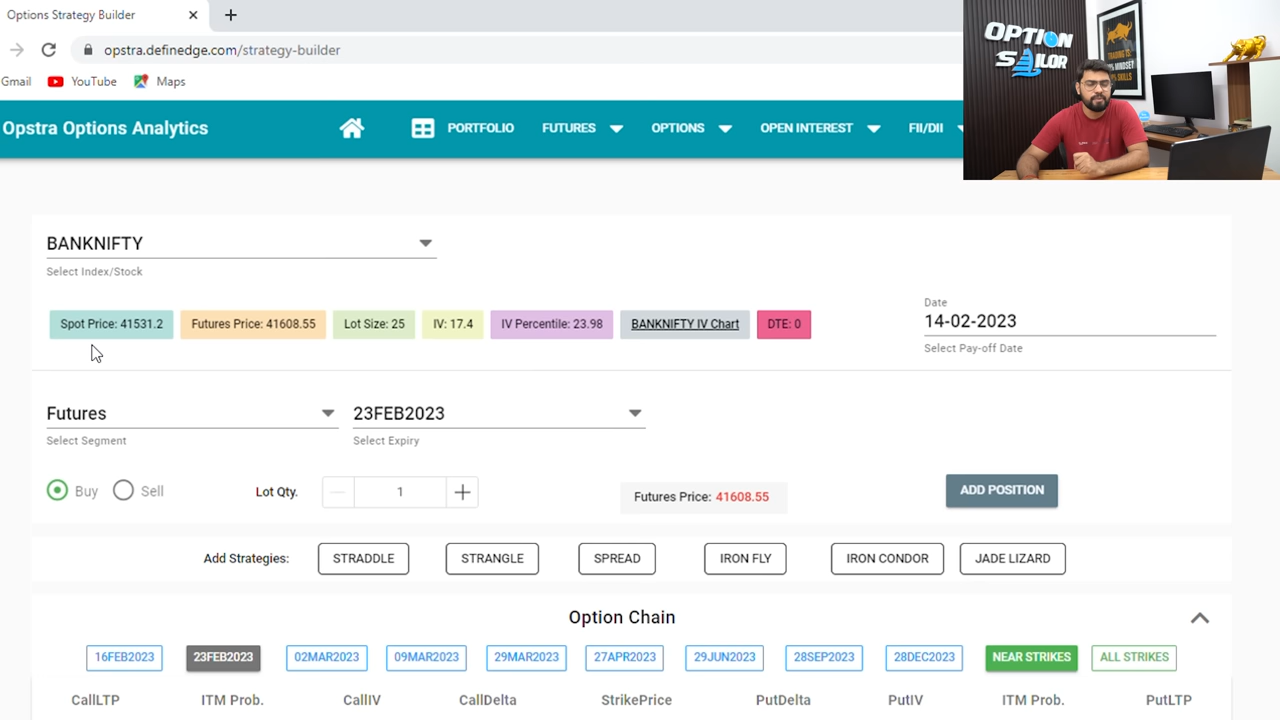 Options Strategy Builder
opstra.definedge.com/strategy-builder
Gmail YouTube Maps
OPTION
SAILOR
TRADING IS:
% MINDSET
% SKILLS
Opstra Options Analytics
PORTFOLIO FUTURES OPTIONS OPEN INTEREST FII/DII
BANKNIFTY
Select Index/Stock
Spot Price: 41531.2 Futures Price: 41608.55 Lot Size: 25 IV: 17.4 IV Percentile: 23.98 BANKNIFTY IV Chart DTE: 0
Date
14-02-2023
Select Pay-off Date
Futures 23FEB2023
Select Segment Select Expiry
Buy Sell Lot Qty. 1 Futures Price: 41608.55 ADD POSITION
Add Strategies: STRADDLE STRANGLE SPREAD IRON FLY IRON CONDOR JADE LIZARD
Option Chain
16FEB2023 23FEB2023 02MAR2023 09MAR2023 29MAR2023 27APR2023 29JUN2023 28SEP2023 28DEC2023 NEAR STRIKES ALL STRIKES
CallLTP ITM Prob. CallIV CallDelta StrikePrice PutDelta PutIV ITM Prob. PutLTP